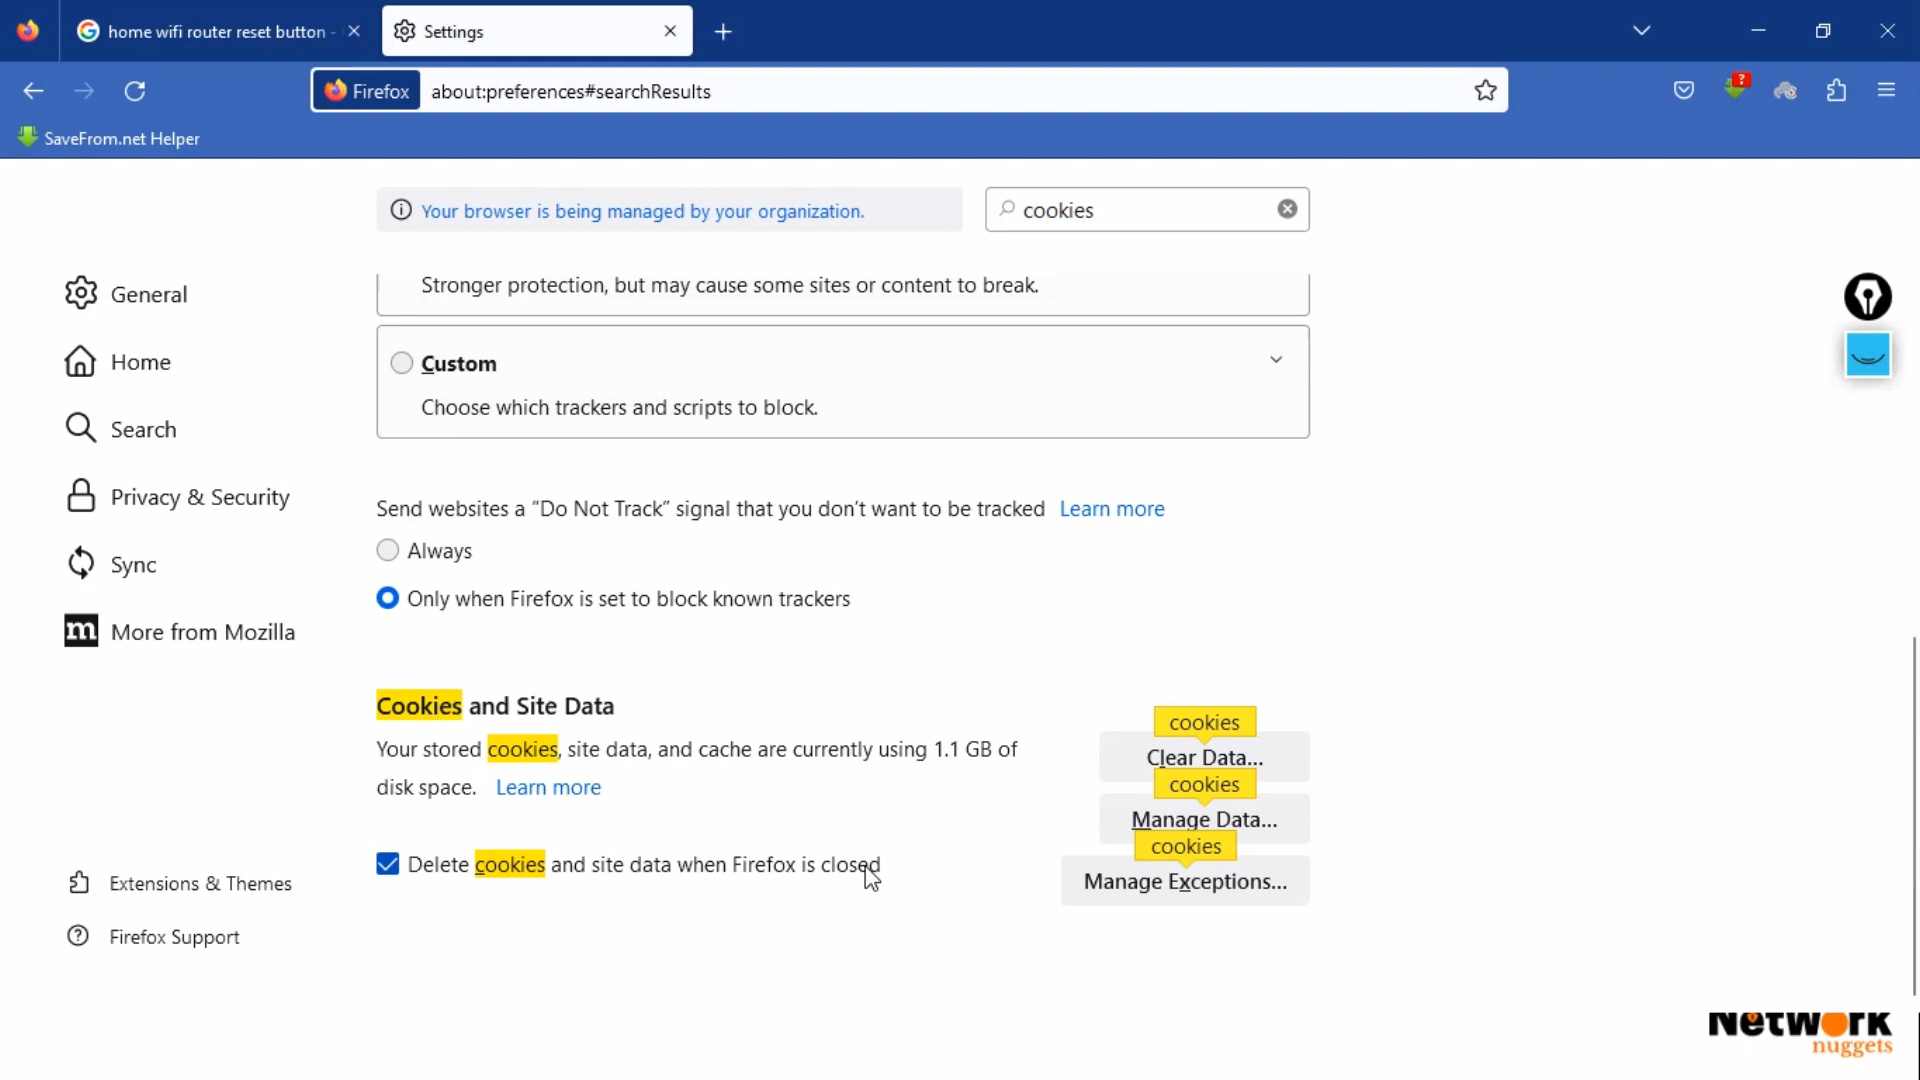 home wifi router reset button -
Settings
Firefox
about:preferences#searchResults
?
SaveFrom.net Helper
Your browser is being managed by your organization.
cookies
General
Home
Search
Privacy & Security
Sync
m More from Mozilla
Extensions & Themes
Firefox Support
Stronger protection, but may cause some sites or content to break.
Custom
Choose which trackers and scripts to block.
Send websites a “Do Not Track” signal that you don’t want to be tracked Learn more
Always
Only when Firefox is set to block known trackers
Cookies and Site Data
Your stored cookies, site data, and cache are currently using 1.1 GB of
disk space. Learn more
Delete cookies and site data when Firefox is closed
cookies
Clear Data...
cookies
Manage Data...
cookies
Manage Exceptions...
Network
nuggets